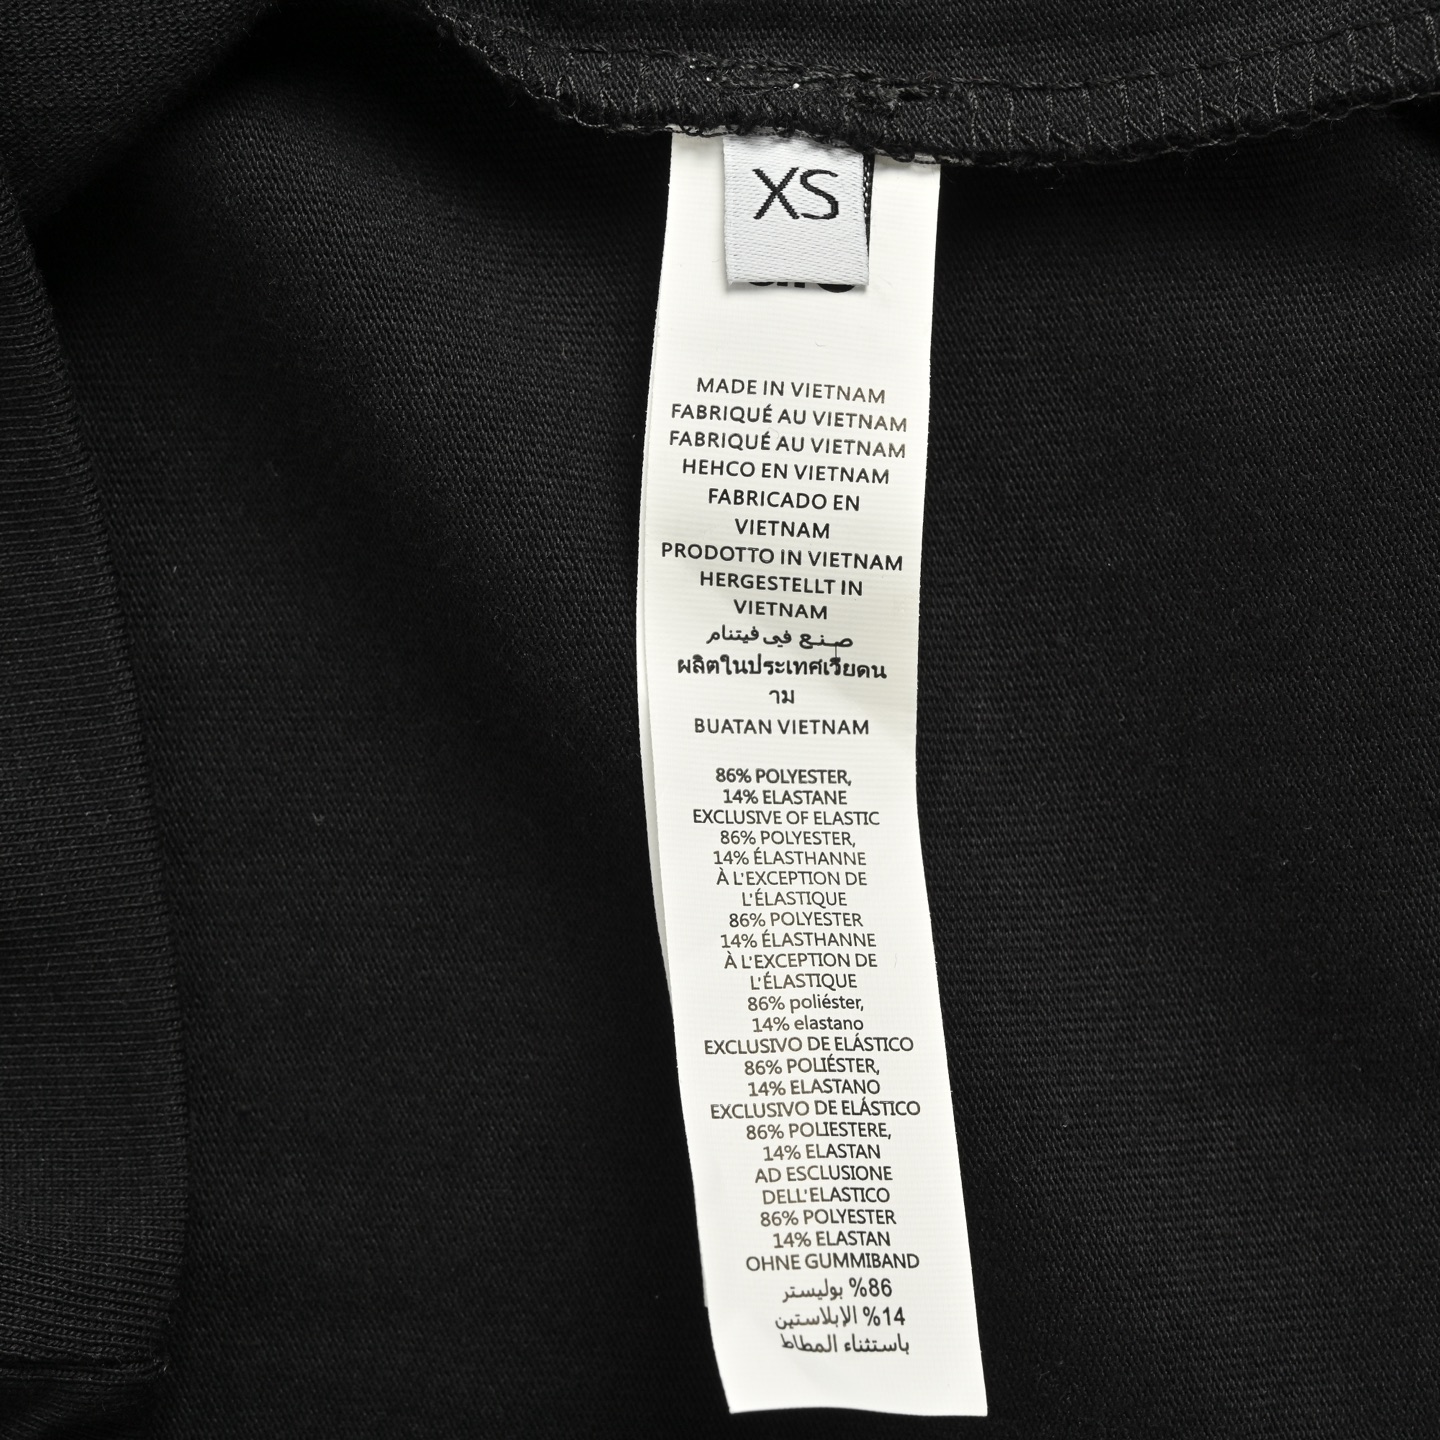 XS
MADE IN VIETNAM
FABRIQUÉ AU VIETNAM
FABRIQUÉ AU VIETNAM
HEHCO EN VIETNAM
FABRICADO EN
VIETNAM
PRODOTTO IN VIETNAM
HERGESTELLT IN
VIETNAM
صنع في فيتنام
ผลิตในประเทศเวียดน
าม
BUATAN VIETNAM
86% POLYESTER,
14% ELASTANE
EXCLUSIVE OF ELASTIC
86% POLYESTER,
14% ÉLASTHANNE
À L'EXCEPTION DE
L'ÉLASTIQUE
86% POLYESTER
14% ÉLASTHANNE
À L'EXCEPTION DE
L'ÉLASTIQUE
86% poliéster,
14% elastano
EXCLUSIVO DE ELÁSTICO
86% POLIÉSTER,
14% ELASTANO
EXCLUSIVO DE ELÁSTICO
86% POLIESTERE,
14% ELASTAN
AD ESCLUSIONE
DELL'ELASTICO
86% POLYESTER
14% ELASTAN
OHNE GUMMIBAND
86% بوليستر
14% الإيلاستين
باستثناء المطاط